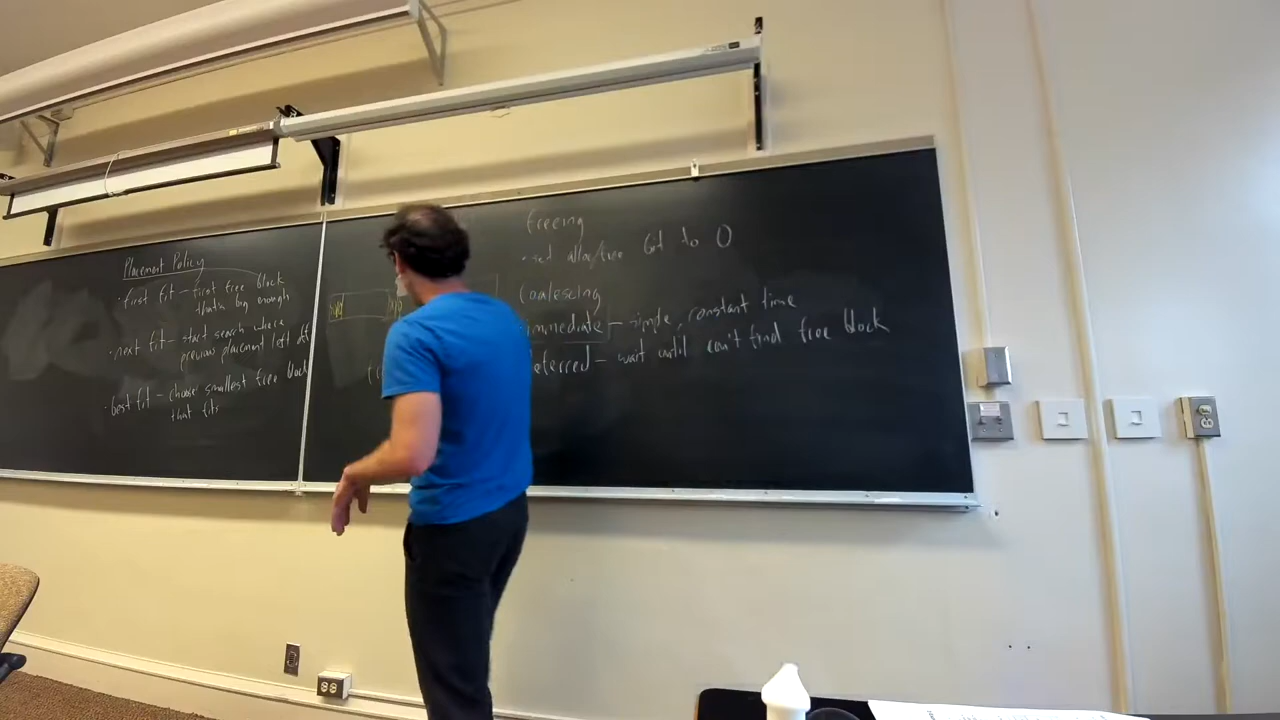 Placement Policy
• first fit – first free block
that's big enough
• next fit – start search where
previous placement left off
• best fit – choose smallest free block
that fits
freeing
• set alloc/free bit to 0
Coalescing
immediate – simple, constant time
eferred – wait until can't find free block